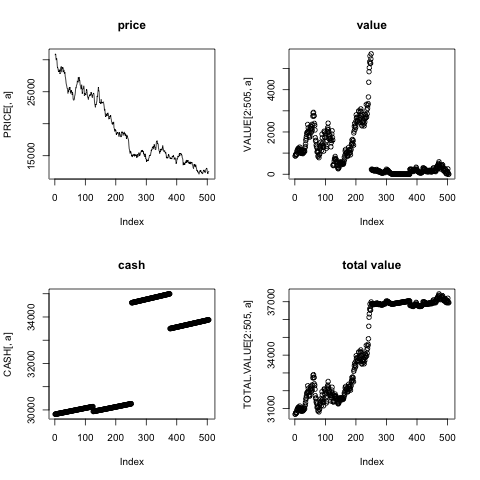 price
PRICE[, a]
15000
25000
0
100
200
300
400
500
Index
value
VALUE[2:505, a]
0
2000
4000
0
100
200
300
400
500
Index
cash
CASH[, a]
30000
32000
34000
0
100
200
300
400
500
Index
total value
TOTAL.VALUE[2:505, a]
31000
34000
37000
0
100
200
300
400
500
Index